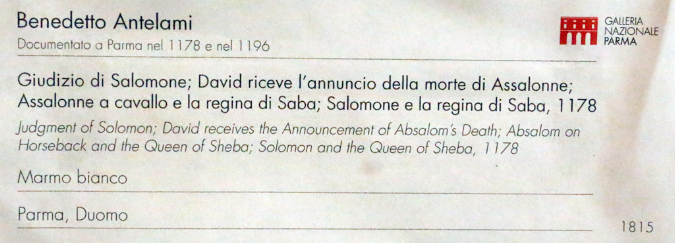 Benedetto Antelami
Documentato a Parma nel 1178 e nel 1196
GALLERIA
NAZIONALE
PARMA
Giudizio di Salomone; David riceve l'annuncio della morte di Assalonne;
Assalonne a cavallo e la regina di Saba; Salomone e la regina di Saba, 1178
Judgment of Solomon; David receives the Announcement of Absalom's Death; Absalom on
Horseback and the Queen of Sheba; Solomon and the Queen of Sheba, 1178
Marmo bianco
Parma, Duomo
1815